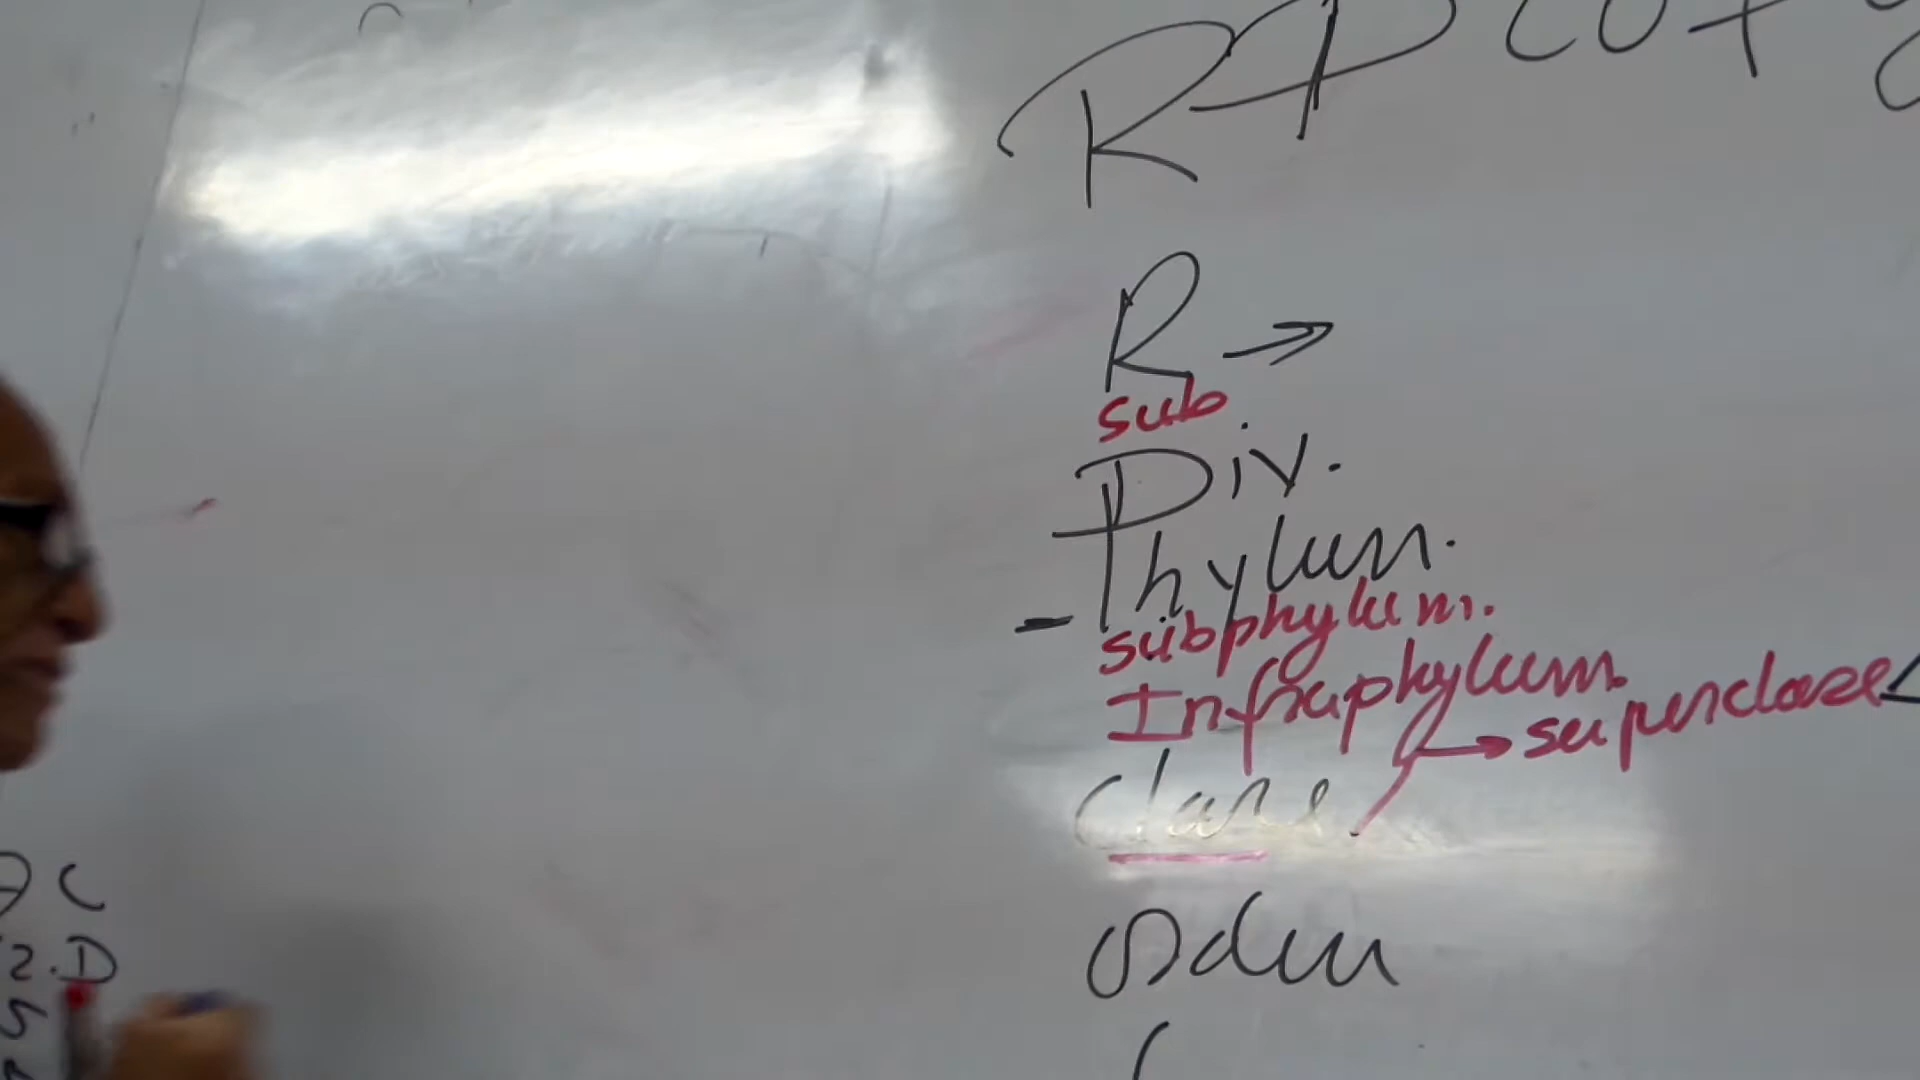 R →
sub
Div.
Phylum.
- subphylum.
Infraphylum.
→ superclass
class
order